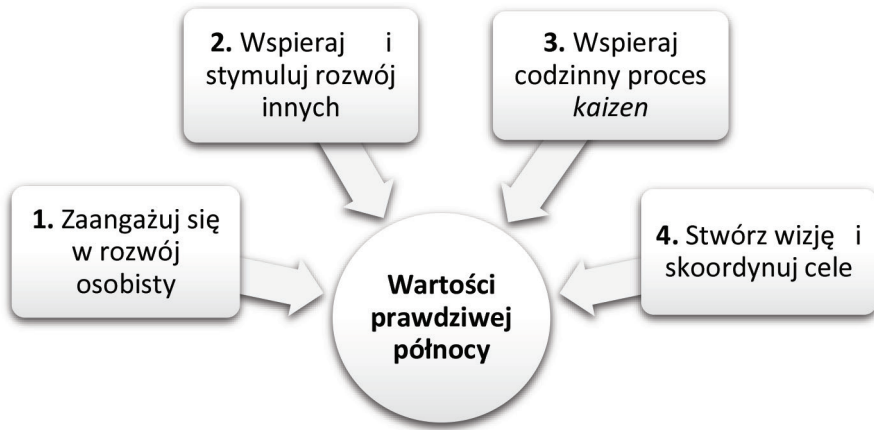 1. Zaangażuj się
w rozwój
osobisty
2. Wspieraj i
stymuluj rozwój
innych
3. Wspieraj
codzinny proces
kaizen
4. Stwórz wizję i
skoordynuj cele
Wartości
prawdziwej
północy